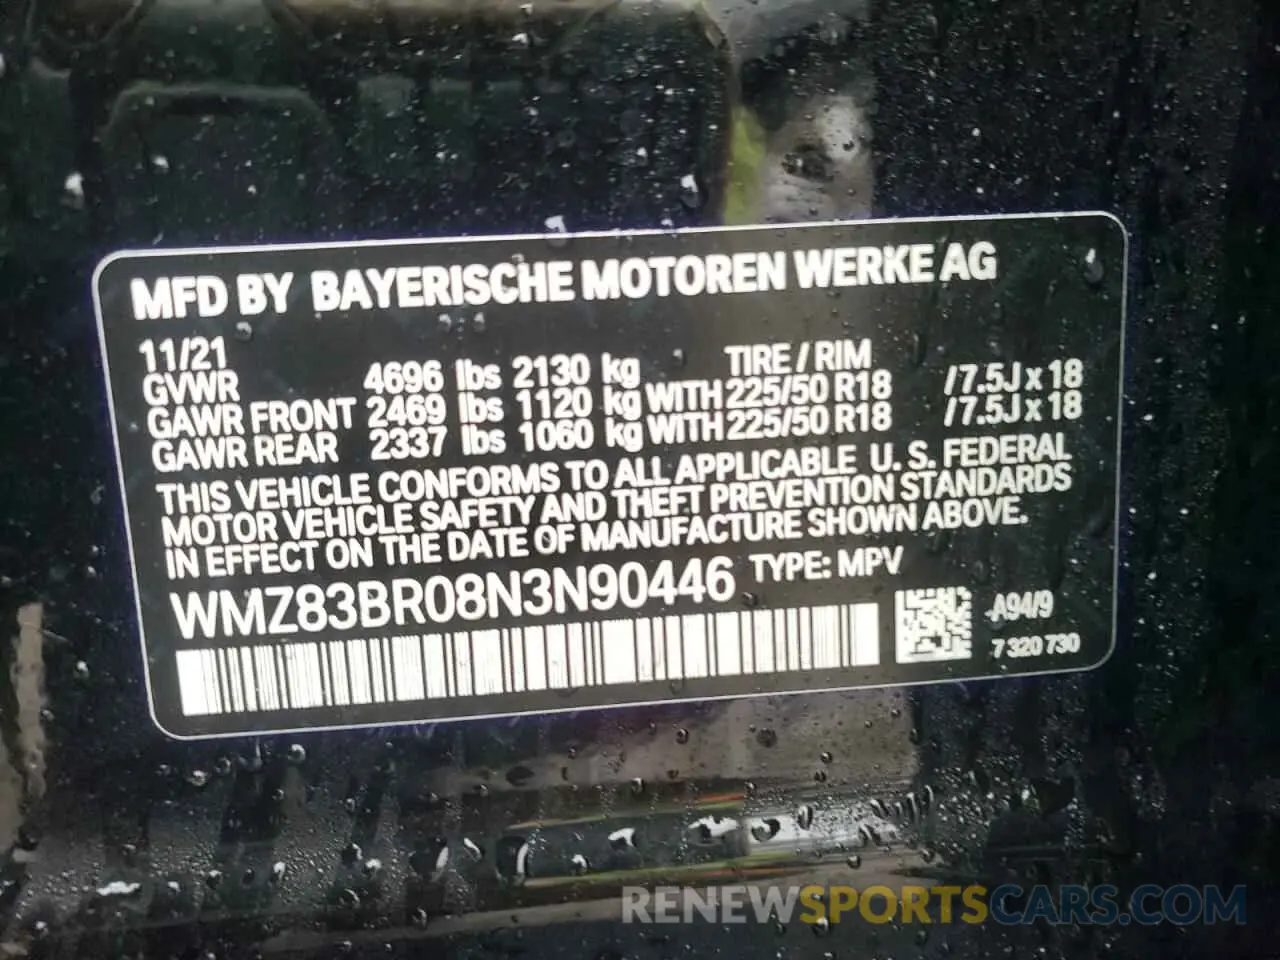 MFD BY BAYERISCHE MOTOREN WERKE AG
11/21 TIRE / RIM
GVWR 4696 lbs 2130 kg
GAWR FRONT 2469 lbs 1120 kg WITH 225/50 R18 / 7.5J x 18
GAWR REAR 2337 lbs 1060 kg WITH 225/50 R18 / 7.5J x 18
THIS VEHICLE CONFORMS TO ALL APPLICABLE U. S. FEDERAL
MOTOR VEHICLE SAFETY AND THEFT PREVENTION STANDARDS
IN EFFECT ON THE DATE OF MANUFACTURE SHOWN ABOVE.
WMZ83BR08N3N90446 TYPE: MPV
A94/9
7 320 730
RENEWSPORTSCARS.COM